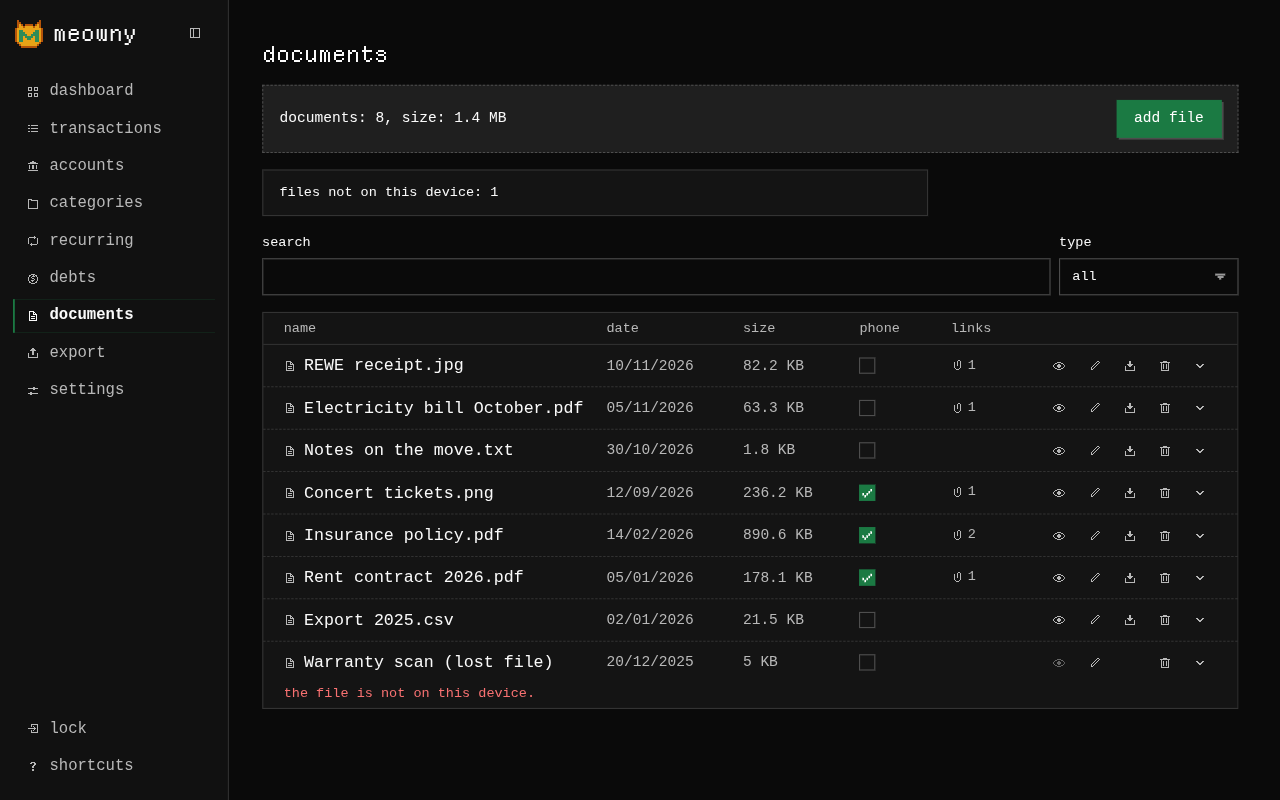 meowny
dashboard
transactions
accounts
categories
recurring
debts
documents
export
settings
lock
? shortcuts
documents
documents: 8, size: 1.4 MB
add file
files not on this device: 1
search
type
all
name date size phone links
REWE receipt.jpg 10/11/2026 82.2 KB 1
Electricity bill October.pdf 05/11/2026 63.3 KB 1
Notes on the move.txt 30/10/2026 1.8 KB
Concert tickets.png 12/09/2026 236.2 KB 1
Insurance policy.pdf 14/02/2026 890.6 KB 2
Rent contract 2026.pdf 05/01/2026 178.1 KB 1
Export 2025.csv 02/01/2026 21.5 KB
Warranty scan (lost file) 20/12/2025 5 KB
the file is not on this device.